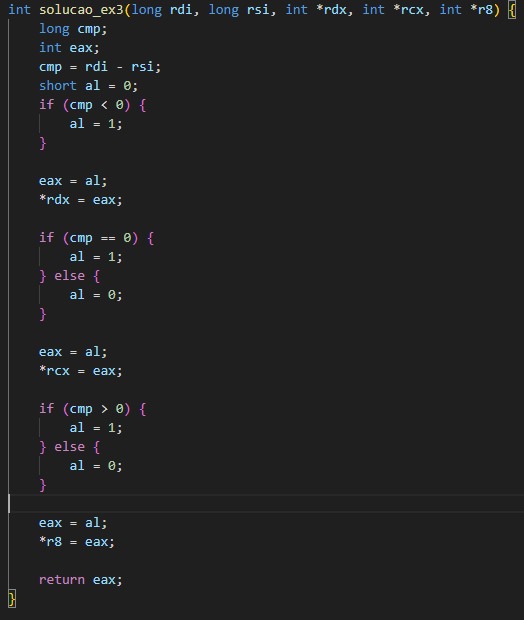 int solucao_ex3(long rdi, long rsi, int *rdx, int *rcx, int *r8) {
    long cmp;
    int eax;
    cmp = rdi - rsi;
    short al = 0;
    if (cmp < 0) {
        al = 1;
    }

    eax = al;
    *rdx = eax;

    if (cmp == 0) {
        al = 1;
    } else {
        al = 0;
    }

    eax = al;
    *rcx = eax;

    if (cmp > 0) {
        al = 1;
    } else {
        al = 0;
    }

    eax = al;
    *r8 = eax;

    return eax;
}